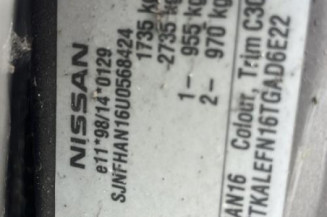 NISSAN
e11*98/14*0129
SJNFHAN16U0568424
1735 kg
2735 kg
1– 955 kg
2– 970 kg
AN16 Colour, Trim C30
TKALEFN16TGAD6E22